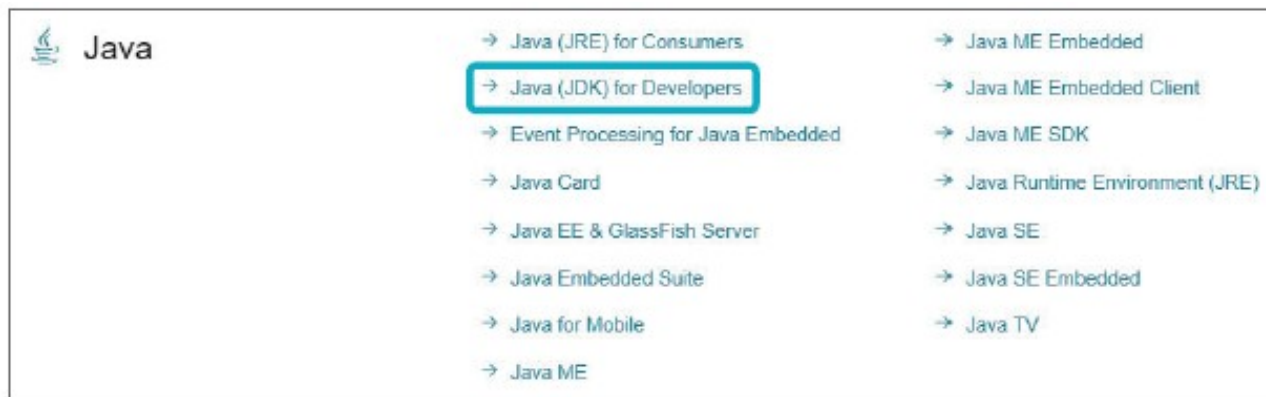 Java
→ Java (JRE) for Consumers
→ Java (JDK) for Developers
→ Event Processing for Java Embedded
→ Java Card
→ Java EE & GlassFish Server
→ Java Embedded Suite
→ Java for Mobile
→ Java ME
→ Java ME Embedded
→ Java ME Embedded Client
→ Java ME SDK
→ Java Runtime Environment (JRE)
→ Java SE
→ Java SE Embedded
→ Java TV